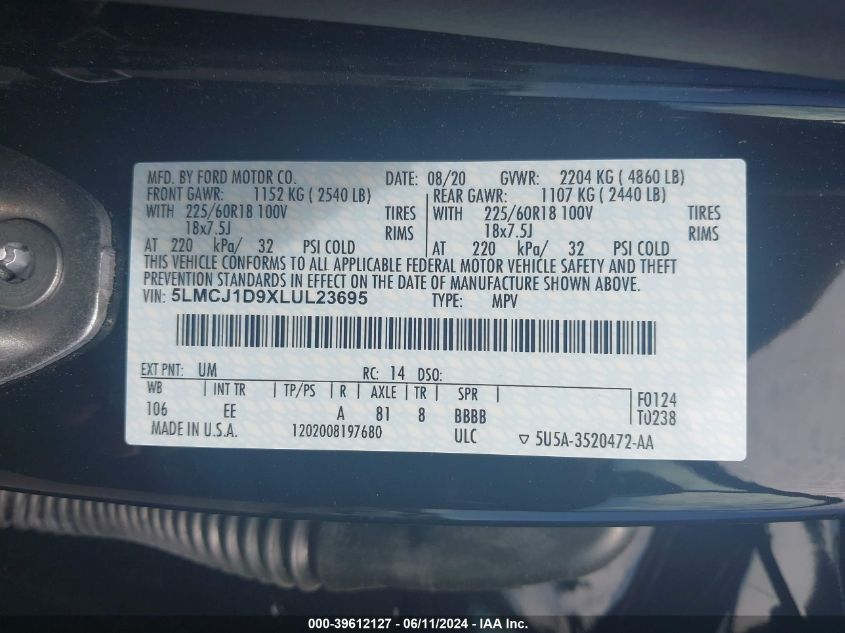 MFD. BY FORD MOTOR CO. DATE: 08/20 GVWR: 2204 KG ( 4860 LB)
FRONT GAWR: 1152 KG ( 2540 LB) REAR GAWR: 1107 KG ( 2440 LB)
WITH 225/60R18 100V TIRES WITH 225/60R18 100V TIRES
18x7.5J RIMS 18x7.5J RIMS
AT 220 kPa/ 32 PSI COLD AT 220 kPa/ 32 PSI COLD
THIS VEHICLE CONFORMS TO ALL APPLICABLE FEDERAL MOTOR VEHICLE SAFETY AND THEFT
PREVENTION STANDARDS IN EFFECT ON THE DATE OF MANUFACTURE SHOWN ABOVE.
VIN: 5LMCJ1D9XLUL23695 TYPE: MPV
EXT PNT: UM RC: 14 DSO:
WB INT TR TP/PS R AXLE TR SPR
106 EE A 81 8 BBBB
F0124
T0238
MADE IN U.S.A. 1202008197680 ULC ▽ 5U5A-3520472-AA
000-39612127 - 06/11/2024 - IAA Inc.